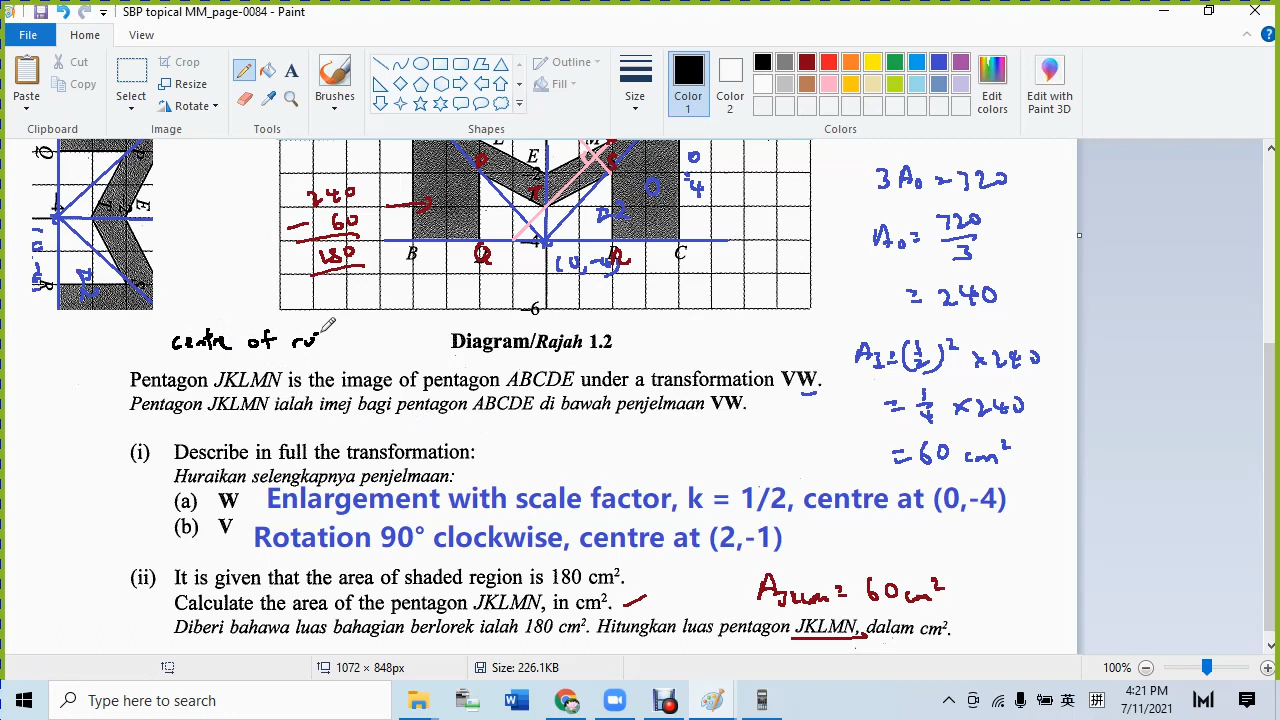 SBP topical MM_page-0084 - Paint
File Home View
Paste
Cut
Copy
Clipboard
Select
Crop
Resize
Rotate
Image
Tools
Brushes
Shapes
Outline
Fill
Size
Color 1
Color 2
Colors
Edit colors
Edit with Paint 3D
240
- 60
180
E
M
-4
(0,-4)
B Q R C
-6
3A₀ = 720
A₀ = 720/3
= 240
A_I = (1/2)² × 240
= 1/4 × 240
= 60 cm²
centre of
Diagram/Rajah 1.2
Pentagon JKLMN is the image of pentagon ABCDE under a transformation VW.
Pentagon JKLMN ialah imej bagi pentagon ABCDE di bawah penjelmaan VW.
(i) Describe in full the transformation:
Huraikan selengkapnya penjelmaan:
(a) W Enlargement with scale factor, k = 1/2, centre at (0,-4)
(b) V Rotation 90° clockwise, centre at (2,-1)
(ii) It is given that the area of shaded region is 180 cm².
Calculate the area of the pentagon JKLMN, in cm².
Diberi bahawa luas bahagian berlorek ialah 180 cm². Hitungkan luas pentagon JKLMN, dalam cm².
= 60 cm²
1072 × 848px
Size: 226.1KB
100%
Type here to search
英
拼
4:21 PM
7/11/2021